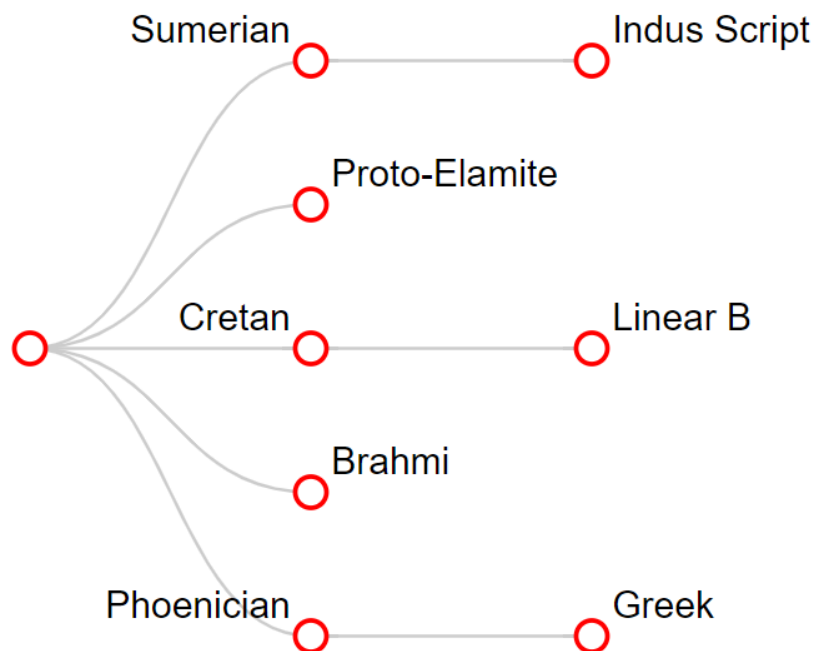 Sumerian
Indus Script
Proto-Elamite
Cretan
Linear B
Brahmi
Phoenician
Greek